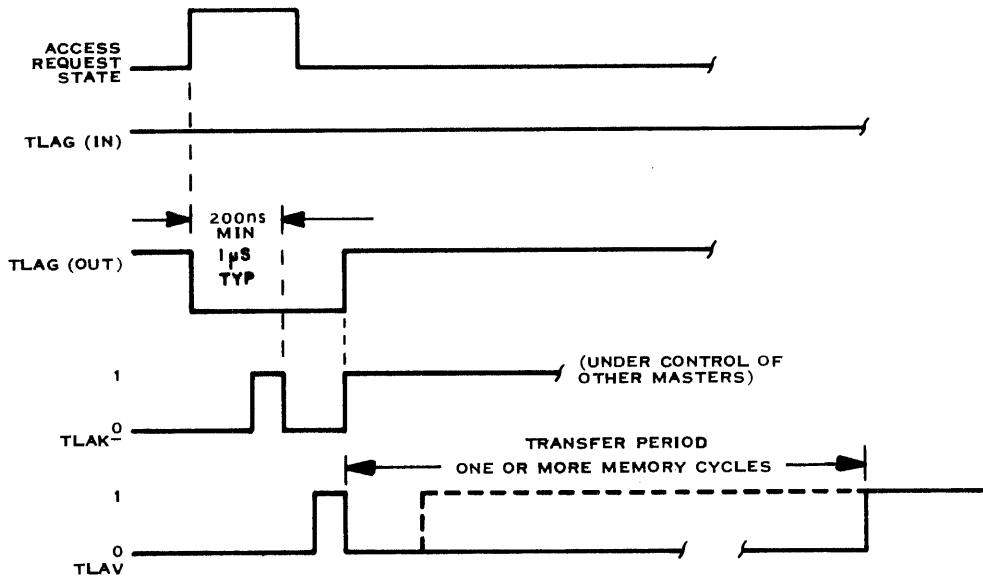 ACCESS
REQUEST
STATE
TLAG (IN)
200ns
MIN
1µS
TYP
TLAG (OUT)
1
0
TLAK-
(UNDER CONTROL OF
OTHER MASTERS)
TRANSFER PERIOD
ONE OR MORE MEMORY CYCLES
1
0
TLAV